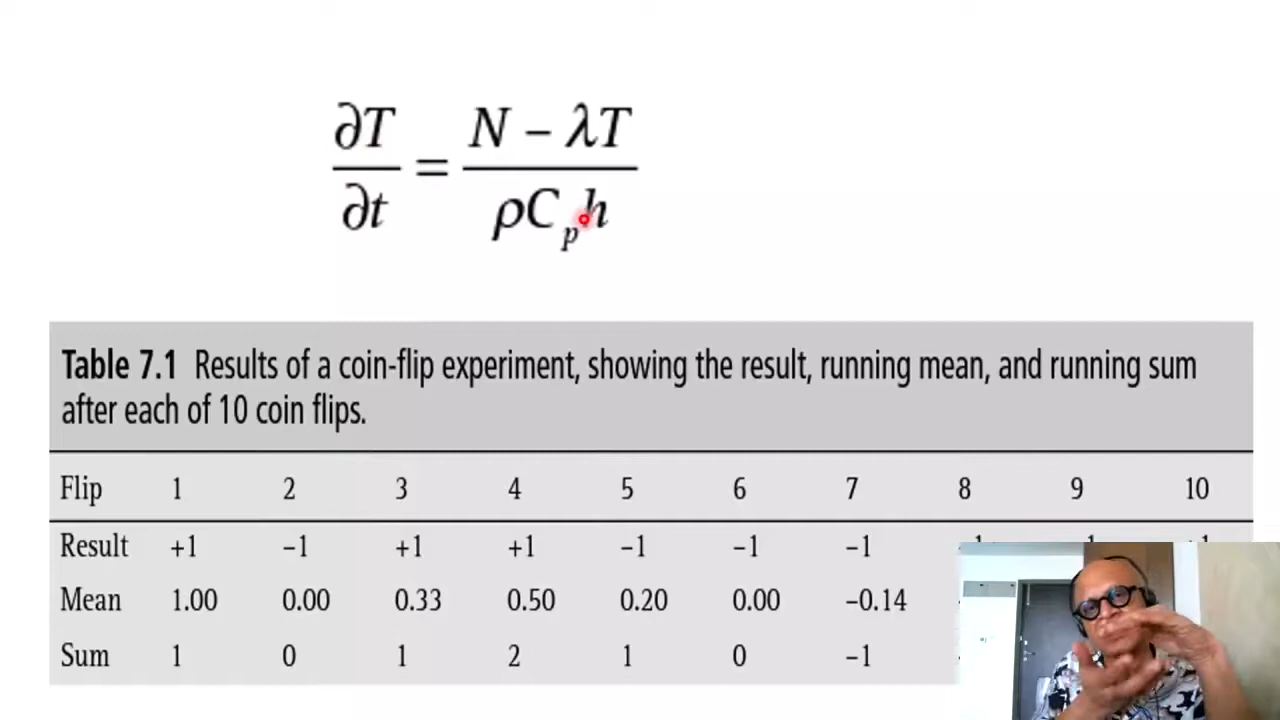 ∂T/∂t = (N – λT)/(ρC_p h)
Table 7.1 Results of a coin-flip experiment, showing the result, running mean, and running sum
after each of 10 coin flips.
Flip 1 2 3 4 5 6 7 8 9 10
Result +1 –1 +1 +1 –1 –1 –1
Mean 1.00 0.00 0.33 0.50 0.20 0.00 –0.14
Sum 1 0 1 2 1 0 –1